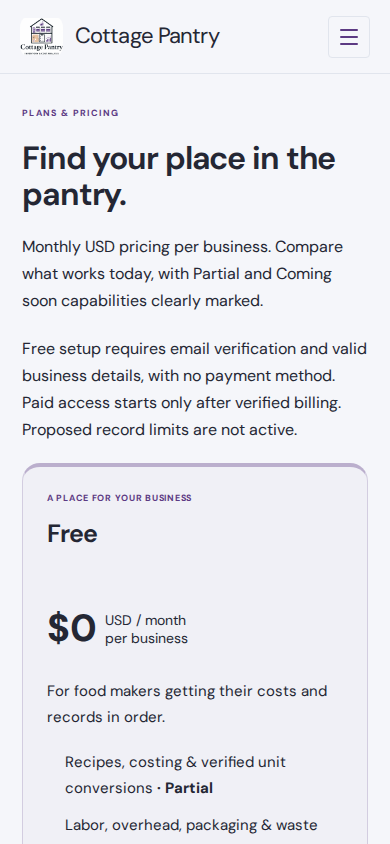 Cottage Pantry
Cottage Pantry
PLANS & PRICING
Find your place in the
pantry.
Monthly USD pricing per business. Compare
what works today, with Partial and Coming
soon capabilities clearly marked.
Free setup requires email verification and valid
business details, with no payment method.
Paid access starts only after verified billing.
Proposed record limits are not active.
A PLACE FOR YOUR BUSINESS
Free
$0 USD / month
per business
For food makers getting their costs and
records in order.
Recipes, costing & verified unit
conversions · Partial
Labor, overhead, packaging & waste